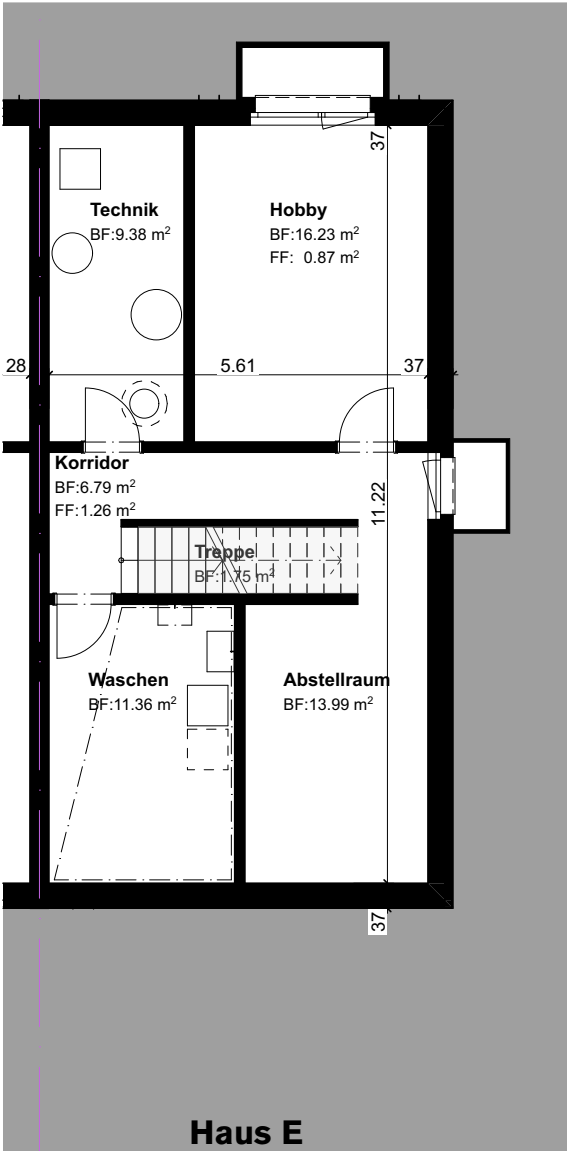 37
Technik
BF:9.38 m²
Hobby
BF:16.23 m²
FF: 0.87 m²
28
5.61
37
Korridor
BF:6.79 m²
FF:1.26 m²
11.22
Treppe
BF:1.75 m²
Waschen
BF:11.36 m²
Abstellraum
BF:13.99 m²
37
Haus E